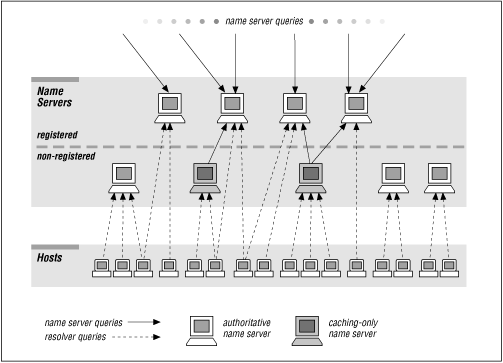 name server queries
Name
Servers
registered
non-registered
Hosts
name server queries
resolver queries
authoritative
name server
caching-only
name server